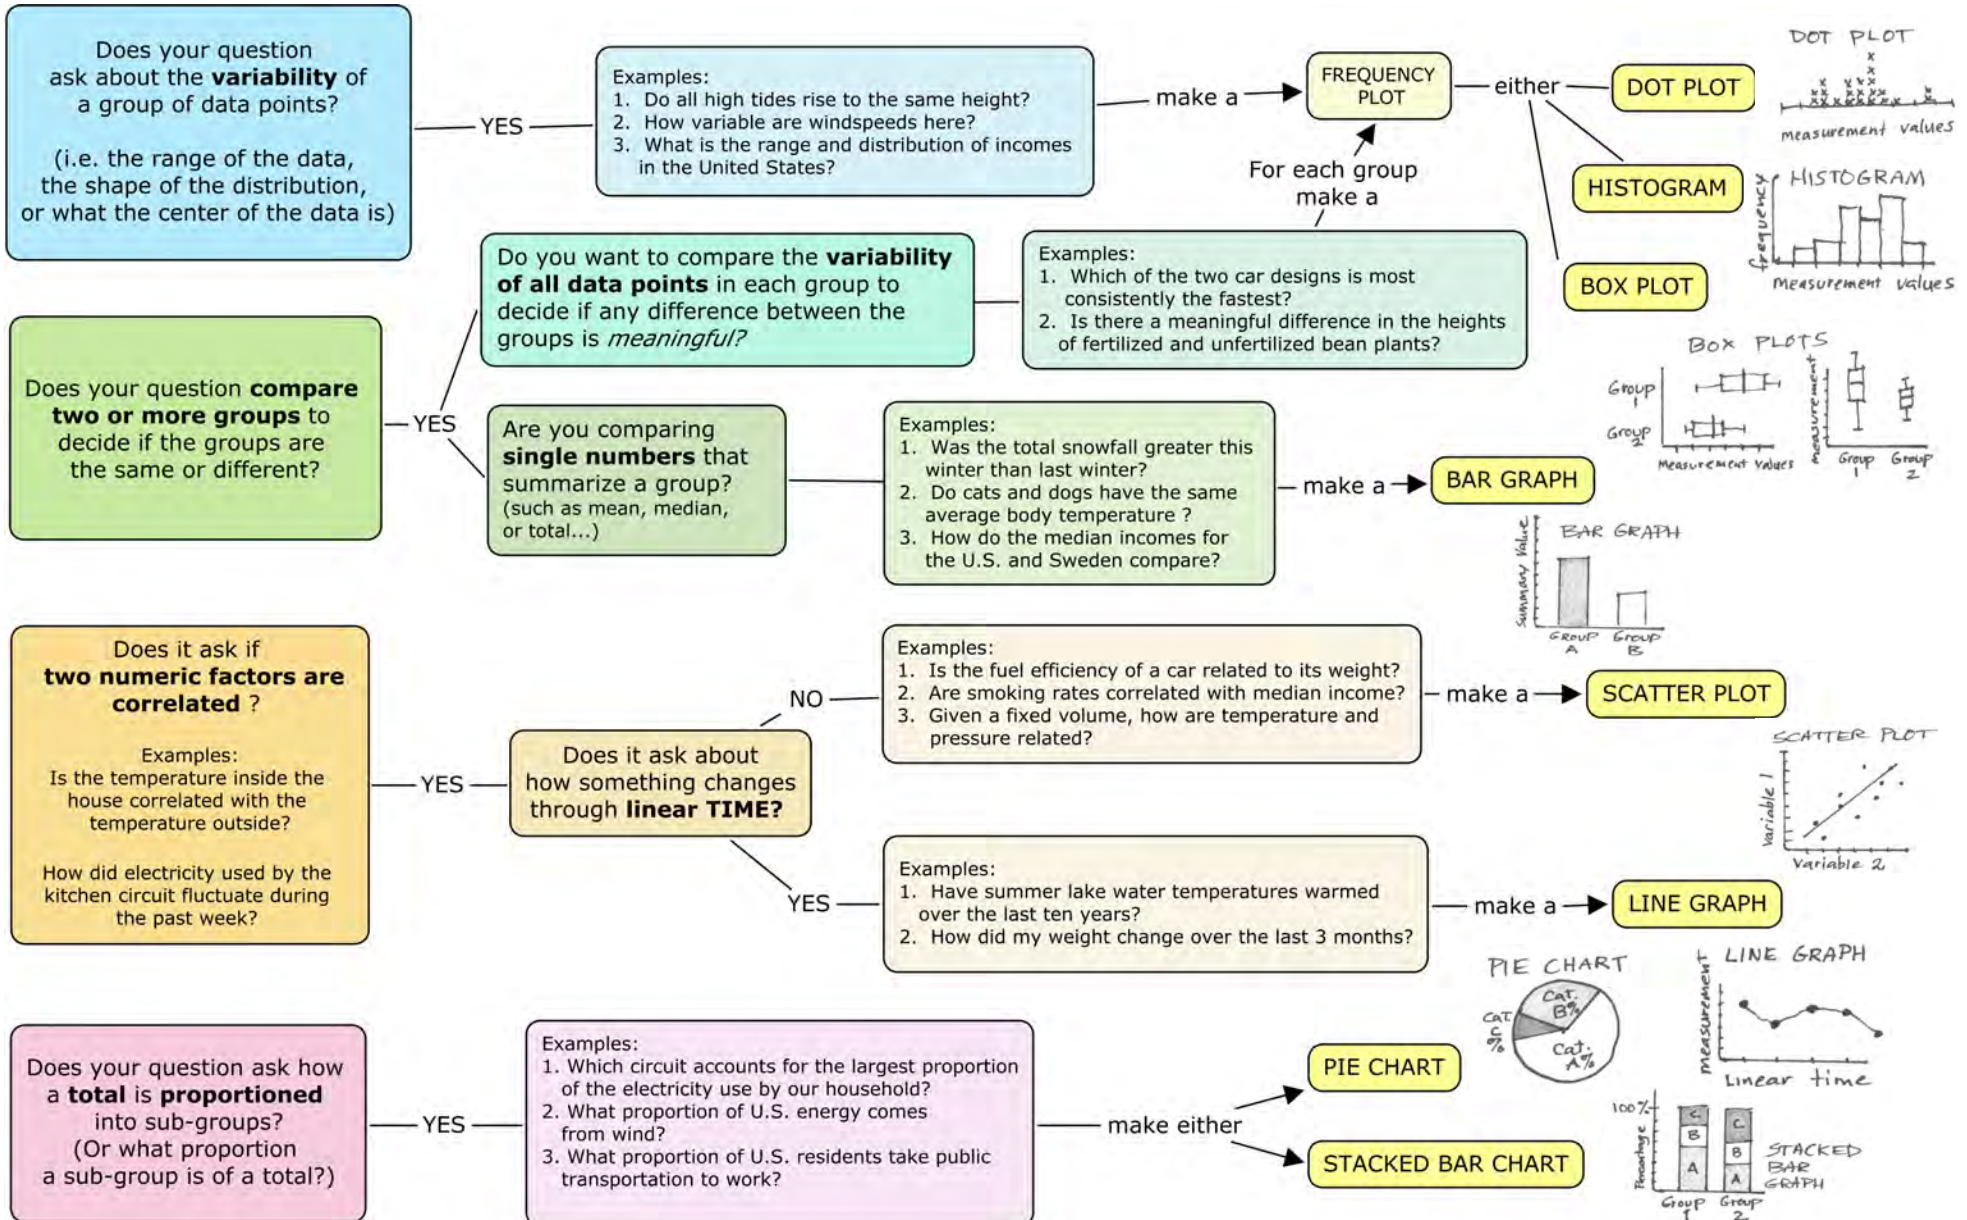 Does your question
ask about the variability of
a group of data points?
(i.e. the range of the data,
the shape of the distribution,
or what the center of the data is)
YES
Examples:
1. Do all high tides rise to the same height?
2. How variable are windspeeds here?
3. What is the range and distribution of incomes
in the United States?
make a
FREQUENCY
PLOT
either
DOT PLOT
HISTOGRAM
BOX PLOT
DOT PLOT
measurement values
HISTOGRAM
frequency
measurement values
Does your question compare
two or more groups to
decide if the groups are
the same or different?
YES
Do you want to compare the variability
of all data points in each group to
decide if any difference between the
groups is meaningful?
Examples:
1. Which of the two car designs is most
consistently the fastest?
2. Is there a meaningful difference in the heights
of fertilized and unfertilized bean plants?
For each group
make a
BOX PLOTS
Group
1
Group
2
Measurement values
measurement
Group
1
Group
2
Are you comparing
single numbers that
summarize a group?
(such as mean, median,
or total...)
Examples:
1. Was the total snowfall greater this
winter than last winter?
2. Do cats and dogs have the same
average body temperature ?
3. How do the median incomes for
the U.S. and Sweden compare?
make a
BAR GRAPH
BAR GRAPH
Summary Value
GROUP
A
GROUP
B
Does it ask if
two numeric factors are
correlated ?
Examples:
Is the temperature inside the
house correlated with the
temperature outside?
How did electricity used by the
kitchen circuit fluctuate during
the past week?
YES
Does it ask about
how something changes
through linear TIME?
NO
Examples:
1. Is the fuel efficiency of a car related to its weight?
2. Are smoking rates correlated with median income?
3. Given a fixed volume, how are temperature and
pressure related?
make a
SCATTER PLOT
SCATTER PLOT
Variable 1
Variable 2
YES
Examples:
1. Have summer lake water temperatures warmed
over the last ten years?
2. How did my weight change over the last 3 months?
make a
LINE GRAPH
LINE GRAPH
measurement
Linear time
Does your question ask how
a total is proportioned
into sub-groups?
(Or what proportion
a sub-group is of a total?)
YES
Examples:
1. Which circuit accounts for the largest proportion
of the electricity use by our household?
2. What proportion of U.S. energy comes
from wind?
3. What proportion of U.S. residents take public
transportation to work?
make either
PIE CHART
STACKED BAR CHART
PIE CHART
Cat.
B%
Cat.
C
%
Cat.
A%
100%
Percentage
C
B
A
C
B
A
Group
1
Group
2
STACKED
BAR
GRAPH